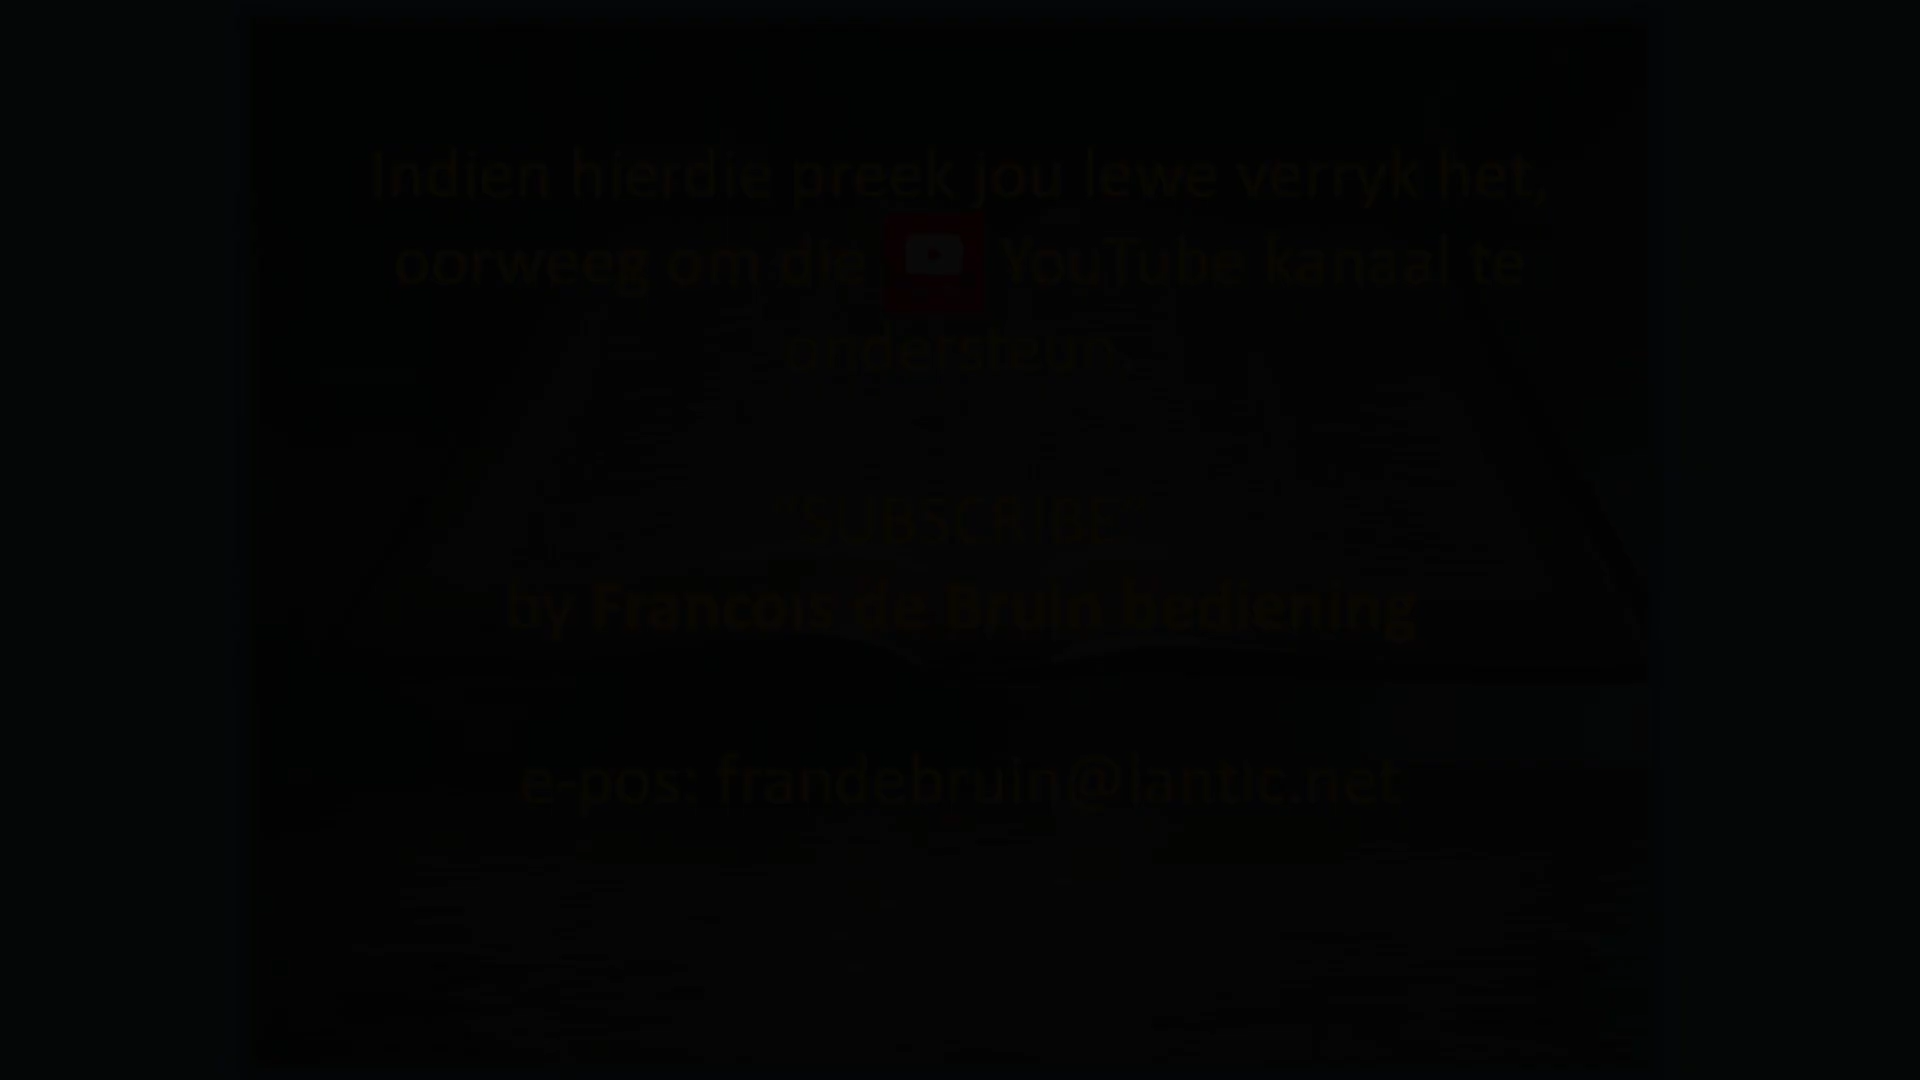 Indien hierdie preek jou lewe verryk het,
oorweeg om die YouTube kanaal te
ondersteun.
"SUBSCRIBE"
by Francois de Bruin bediening
e-pos: frandebruin@lantic.net